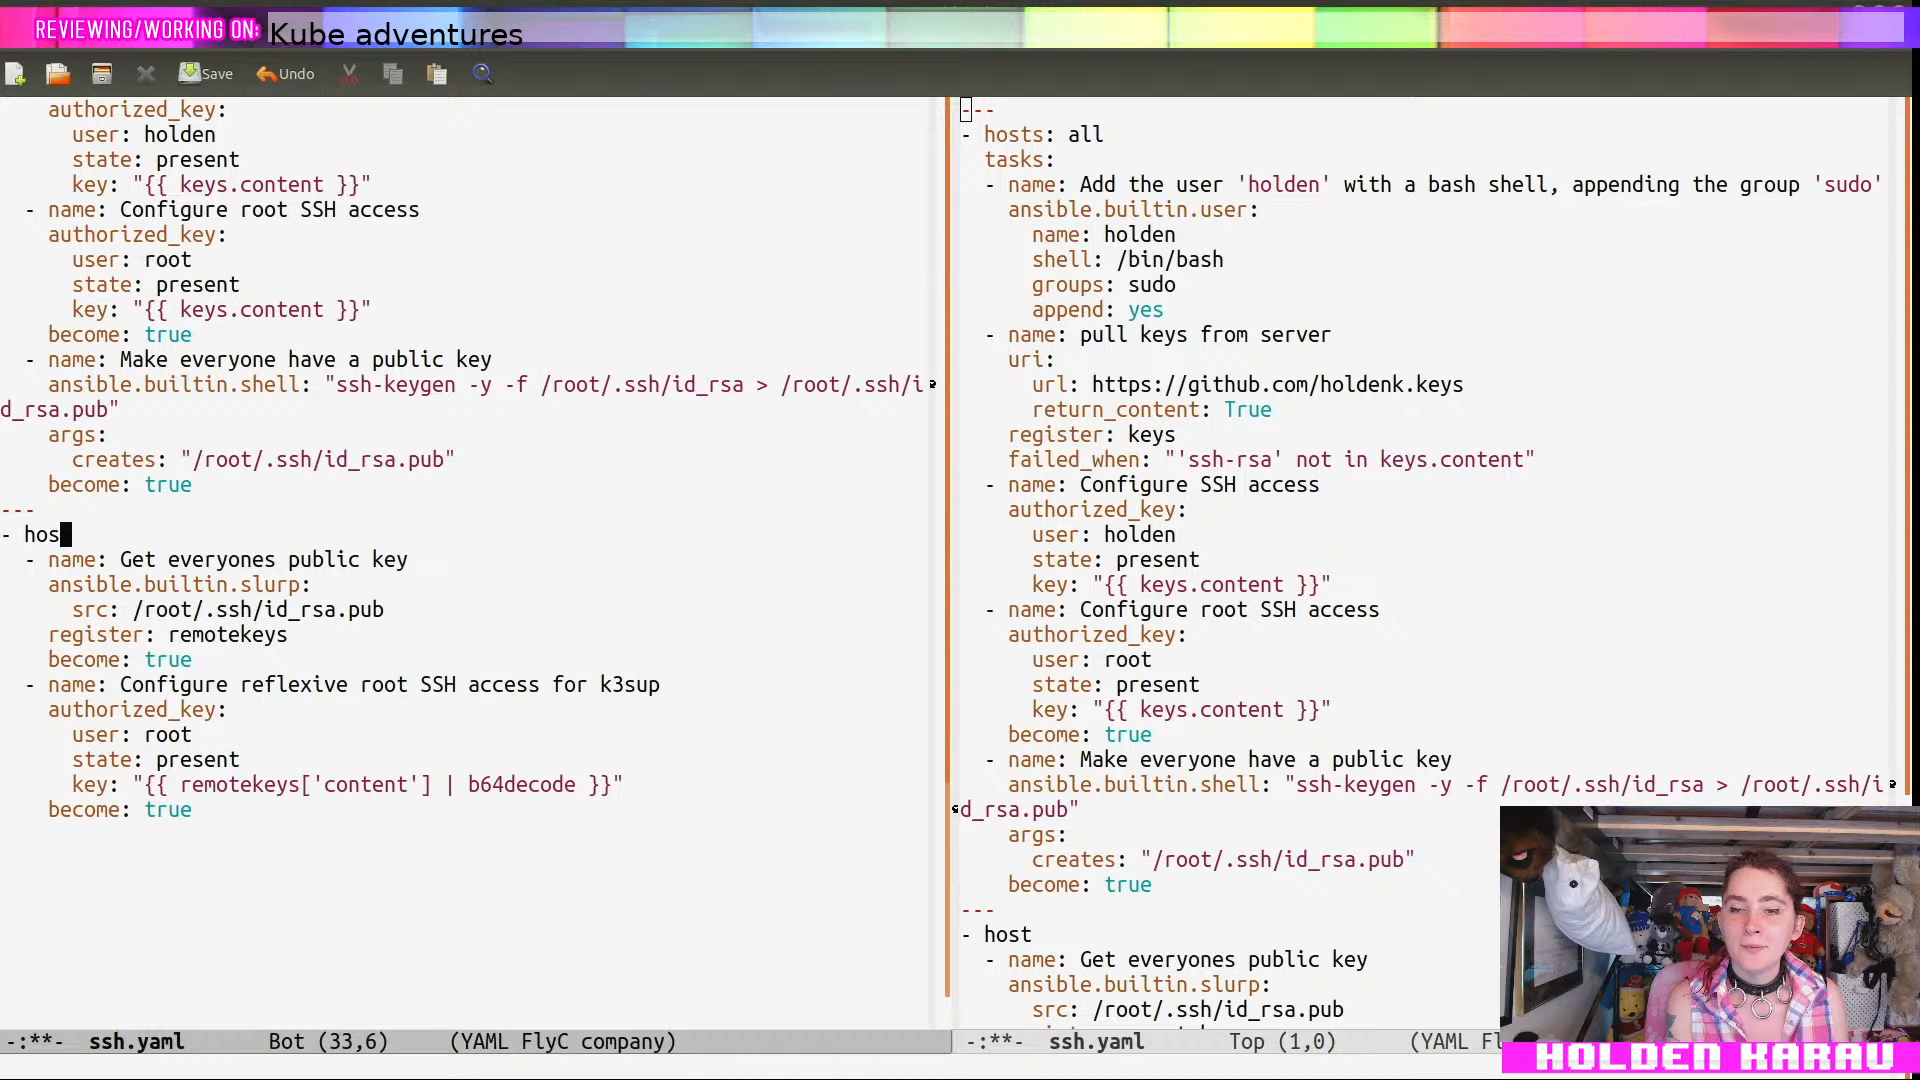 REVIEWING/WORKING ON: Kube adventures
Save Undo
authorized_key:
user: holden
state: present
key: "{{ keys.content }}"
- name: Configure root SSH access
authorized_key:
user: root
state: present
key: "{{ keys.content }}"
become: true
- name: Make everyone have a public key
ansible.builtin.shell: "ssh-keygen -y -f /root/.ssh/id_rsa > /root/.ssh/i
d_rsa.pub"
args:
creates: "/root/.ssh/id_rsa.pub"
become: true
---
- hos
- name: Get everyones public key
ansible.builtin.slurp:
src: /root/.ssh/id_rsa.pub
register: remotekeys
become: true
- name: Configure reflexive root SSH access for k3sup
authorized_key:
user: root
state: present
key: "{{ remotekeys['content'] | b64decode }}"
become: true
-:**- ssh.yaml Bot (33,6) (YAML FlyC company)
---
- hosts: all
tasks:
- name: Add the user 'holden' with a bash shell, appending the group 'sudo'
ansible.builtin.user:
name: holden
shell: /bin/bash
groups: sudo
append: yes
- name: pull keys from server
uri:
url: https://github.com/holdenk.keys
return_content: True
register: keys
failed_when: "'ssh-rsa' not in keys.content"
- name: Configure SSH access
authorized_key:
user: holden
state: present
key: "{{ keys.content }}"
- name: Configure root SSH access
authorized_key:
user: root
state: present
key: "{{ keys.content }}"
become: true
- name: Make everyone have a public key
ansible.builtin.shell: "ssh-keygen -y -f /root/.ssh/id_rsa > /root/.ssh/i
d_rsa.pub"
args:
creates: "/root/.ssh/id_rsa.pub"
become: true
---
- host
- name: Get everyones public key
ansible.builtin.slurp:
src: /root/.ssh/id_rsa.pub
-:**- ssh.yaml Top (1,0) (YAML Fl
HOLDEN KARAU